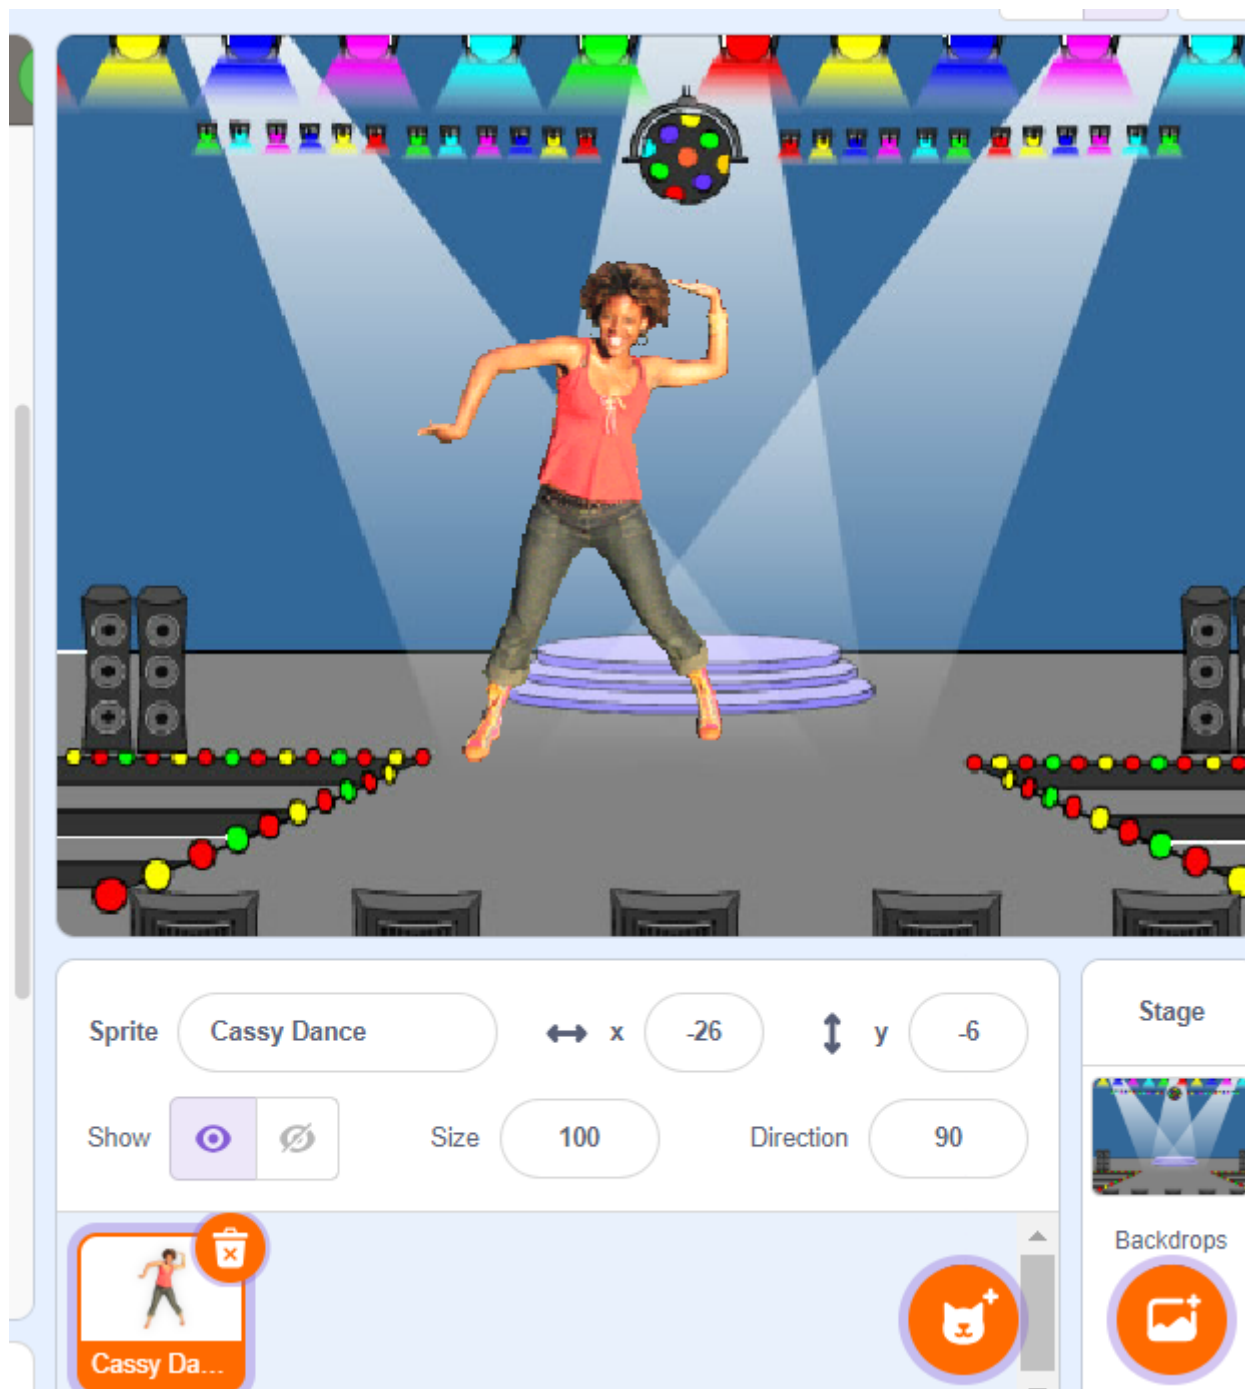 Sprite Cassy Dance x -26 y -6
Show Size 100 Direction 90
Cassy Da...
Stage
Backdrops